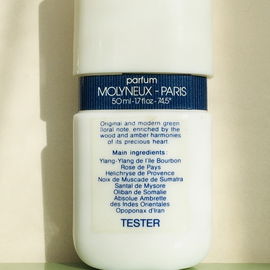 parfum
MOLYNEUX - PARIS
50 ml - 1.7 fl oz - 74.5°
Original and modern green
floral note, enriched by the
wood and amber harmonies
of its precious heart.
Main ingredients :
Ylang-Ylang de l'Ile Bourbon
Rose de Pays
Helichryse de Provence
Noix de Muscade de Sumatra
Santal de Mysore
Oliban de Somalie
Absolue Ambrette
des Indes Orientales
Opoponax d'Iran
TESTER